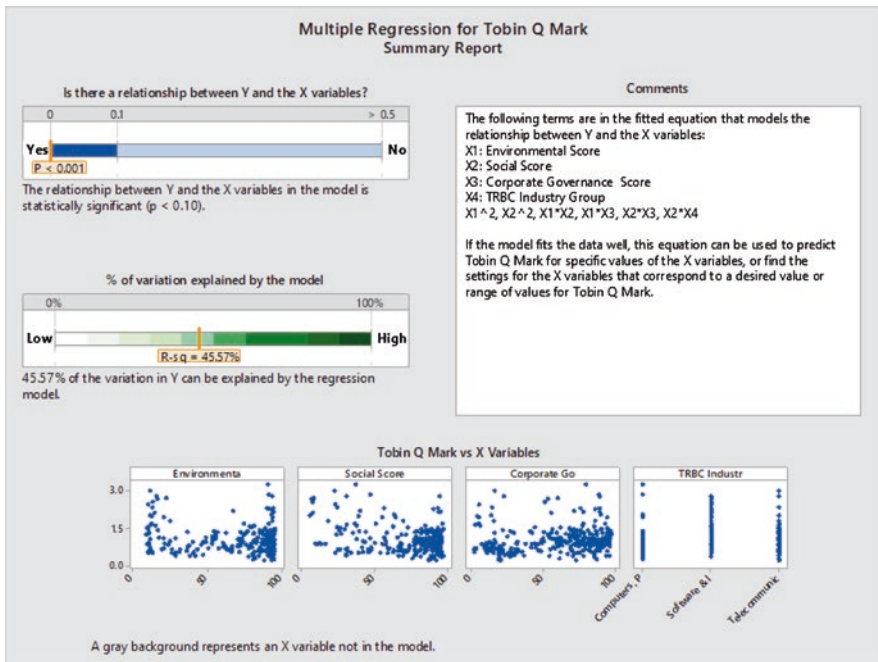 Multiple Regression for Tobin Q Mark
Summary Report
Is there a relationship between Y and the X variables?
0 0.1 > 0.5
Yes No
P < 0.001
The relationship between Y and the X variables in the model is
statistically significant (p < 0.10).
% of variation explained by the model
0% 100%
Low High
R-sq = 45.57%
45.57% of the variation in Y can be explained by the regression
model.
Comments
The following terms are in the fitted equation that models the
relationship between Y and the X variables:
X1: Environmental Score
X2: Social Score
X3: Corporate Governance Score
X4: TRBC Industry Group
X1^2, X2^2, X1*X2, X1*X3, X2*X3, X2*X4
If the model fits the data well, this equation can be used to predict
Tobin Q Mark for specific values of the X variables, or find the
settings for the X variables that correspond to a desired value or
range of values for Tobin Q Mark.
Tobin Q Mark vs X Variables
Environmenta Social Score Corporate Go TRBC Industr
3.0
1.5
0.0
0 50 100 0 50 100 0 50 100 Computers, P Software & I Telecommunic
A gray background represents an X variable not in the model.